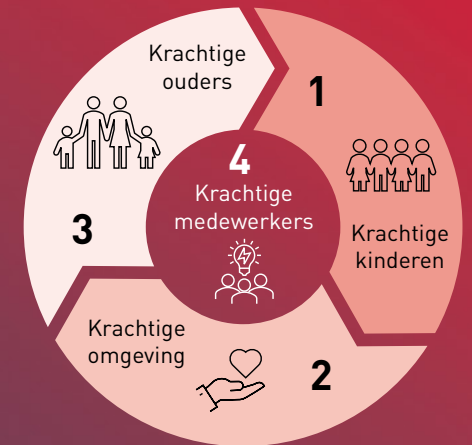 1
Krachtige
kinderen
2
Krachtige
omgeving
3
Krachtige
ouders
4
Krachtige
medewerkers